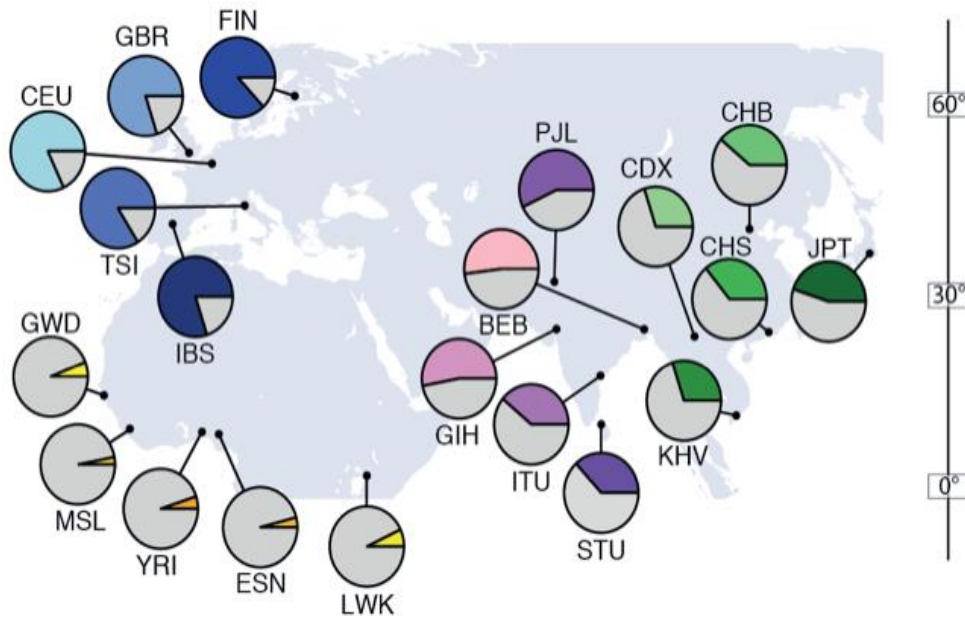 FIN
GBR
CEU
60°
CHB
PJL
CDX
CHS
JPT
TSI
30°
BEB
GWD
IBS
GIH
ITU
KHV
0°
MSL
STU
YRI
ESN
LWK